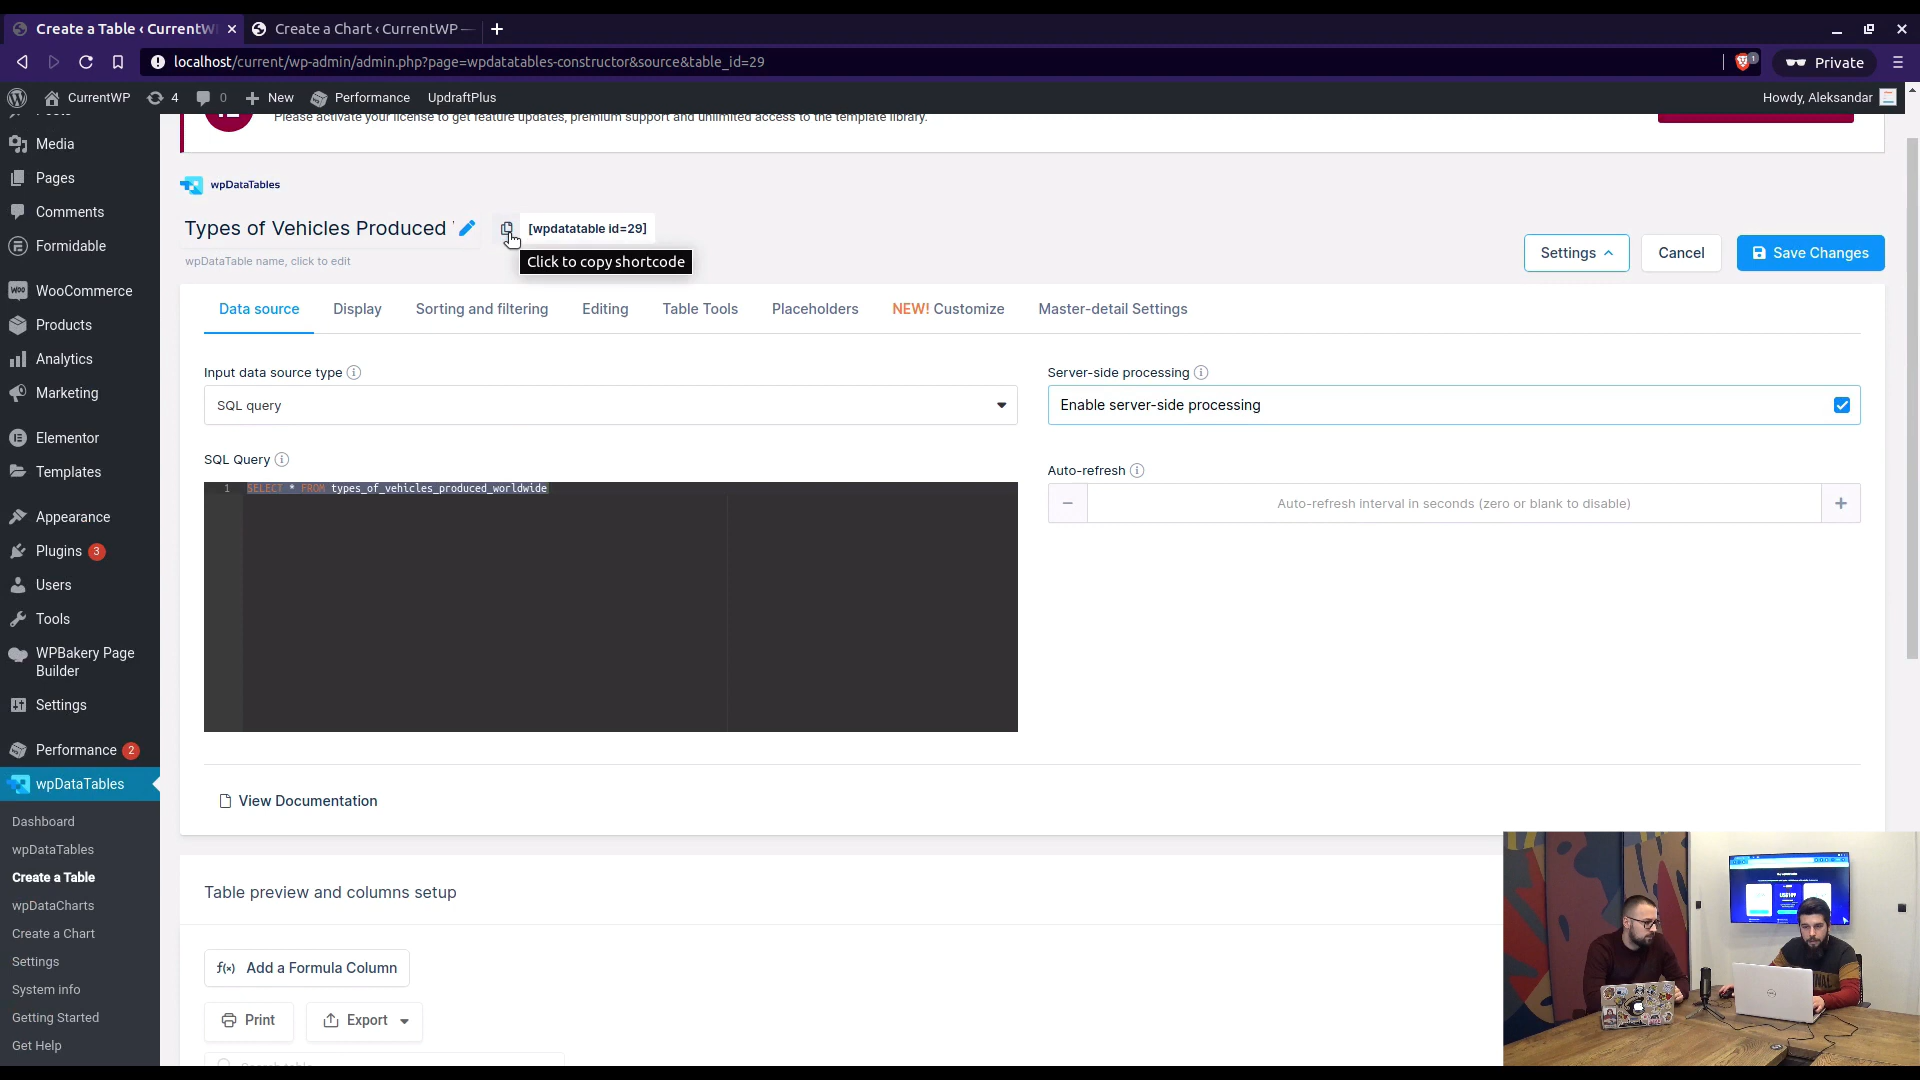 Create a Table ‹ CurrentW
Create a Chart ‹ CurrentWP —
localhost/current/wp-admin/admin.php?page=wpdatatables-constructor&source&table_id=29
1
Private
CurrentWP
4
0
New
Performance
UpdraftPlus
Howdy, Aleksandar
Posts
Media
Pages
Comments
Formidable
WooCommerce
Products
Analytics
Marketing
Elementor
Templates
Appearance
Plugins 3
Users
Tools
WPBakery Page
Builder
Settings
Performance 2
wpDataTables
Dashboard
wpDataTables
Create a Table
wpDataCharts
Create a Chart
Settings
System info
Getting Started
Get Help
Please activate your license to get feature updates, premium support and unlimited access to the template library.
wpDataTables
Types of Vehicles Produced
[wpdatatable id=29]
Click to copy shortcode
wpDataTable name, click to edit
Settings
Cancel
Save Changes
Data source
Display
Sorting and filtering
Editing
Table Tools
Placeholders
NEW! Customize
Master-detail Settings
Input data source type
SQL query
Server-side processing
Enable server-side processing
SQL Query
1 SELECT * FROM types_of_vehicles_produced_worldwide
Auto-refresh
Auto-refresh interval in seconds (zero or blank to disable)
View Documentation
Table preview and columns setup
f(x) Add a Formula Column
Print
Export